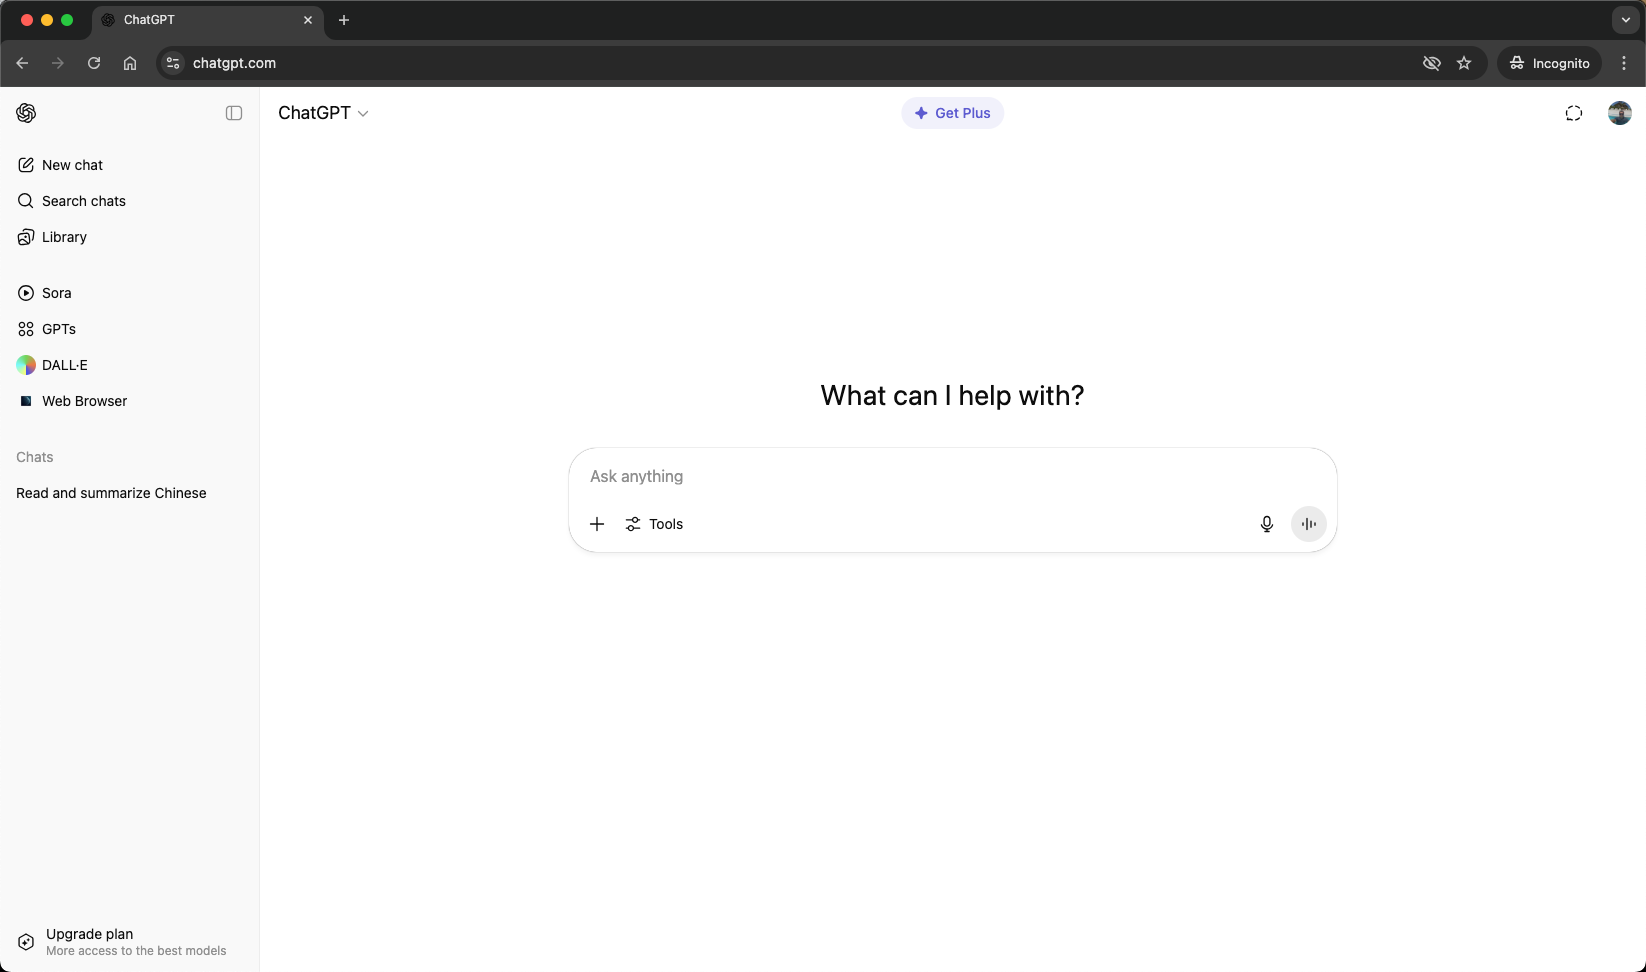 ChatGPT
chatgpt.com
Incognito
ChatGPT
Get Plus
New chat
Search chats
Library
Sora
GPTs
DALL·E
Web Browser
Chats
Read and summarize Chinese
What can I help with?
Ask anything
Tools
Upgrade plan
More access to the best models